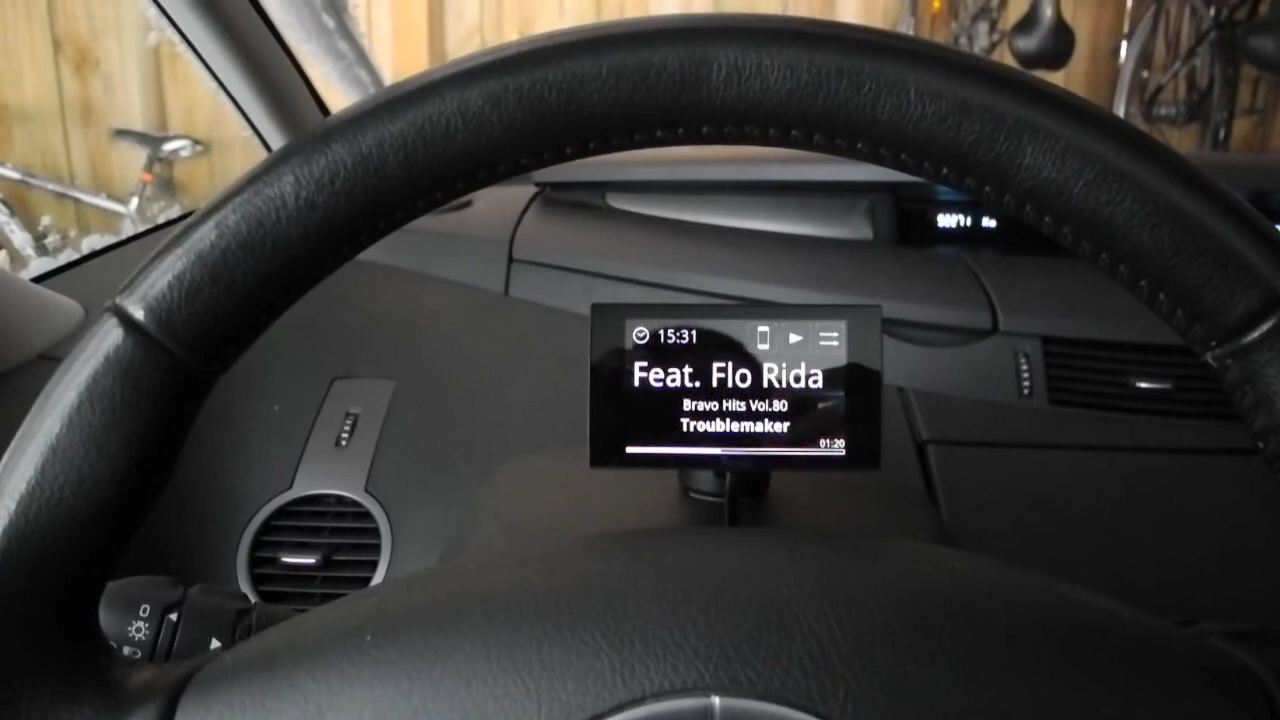 15:31
Feat. Flo Rida
Bravo Hits Vol.80
Troublemaker
01:20